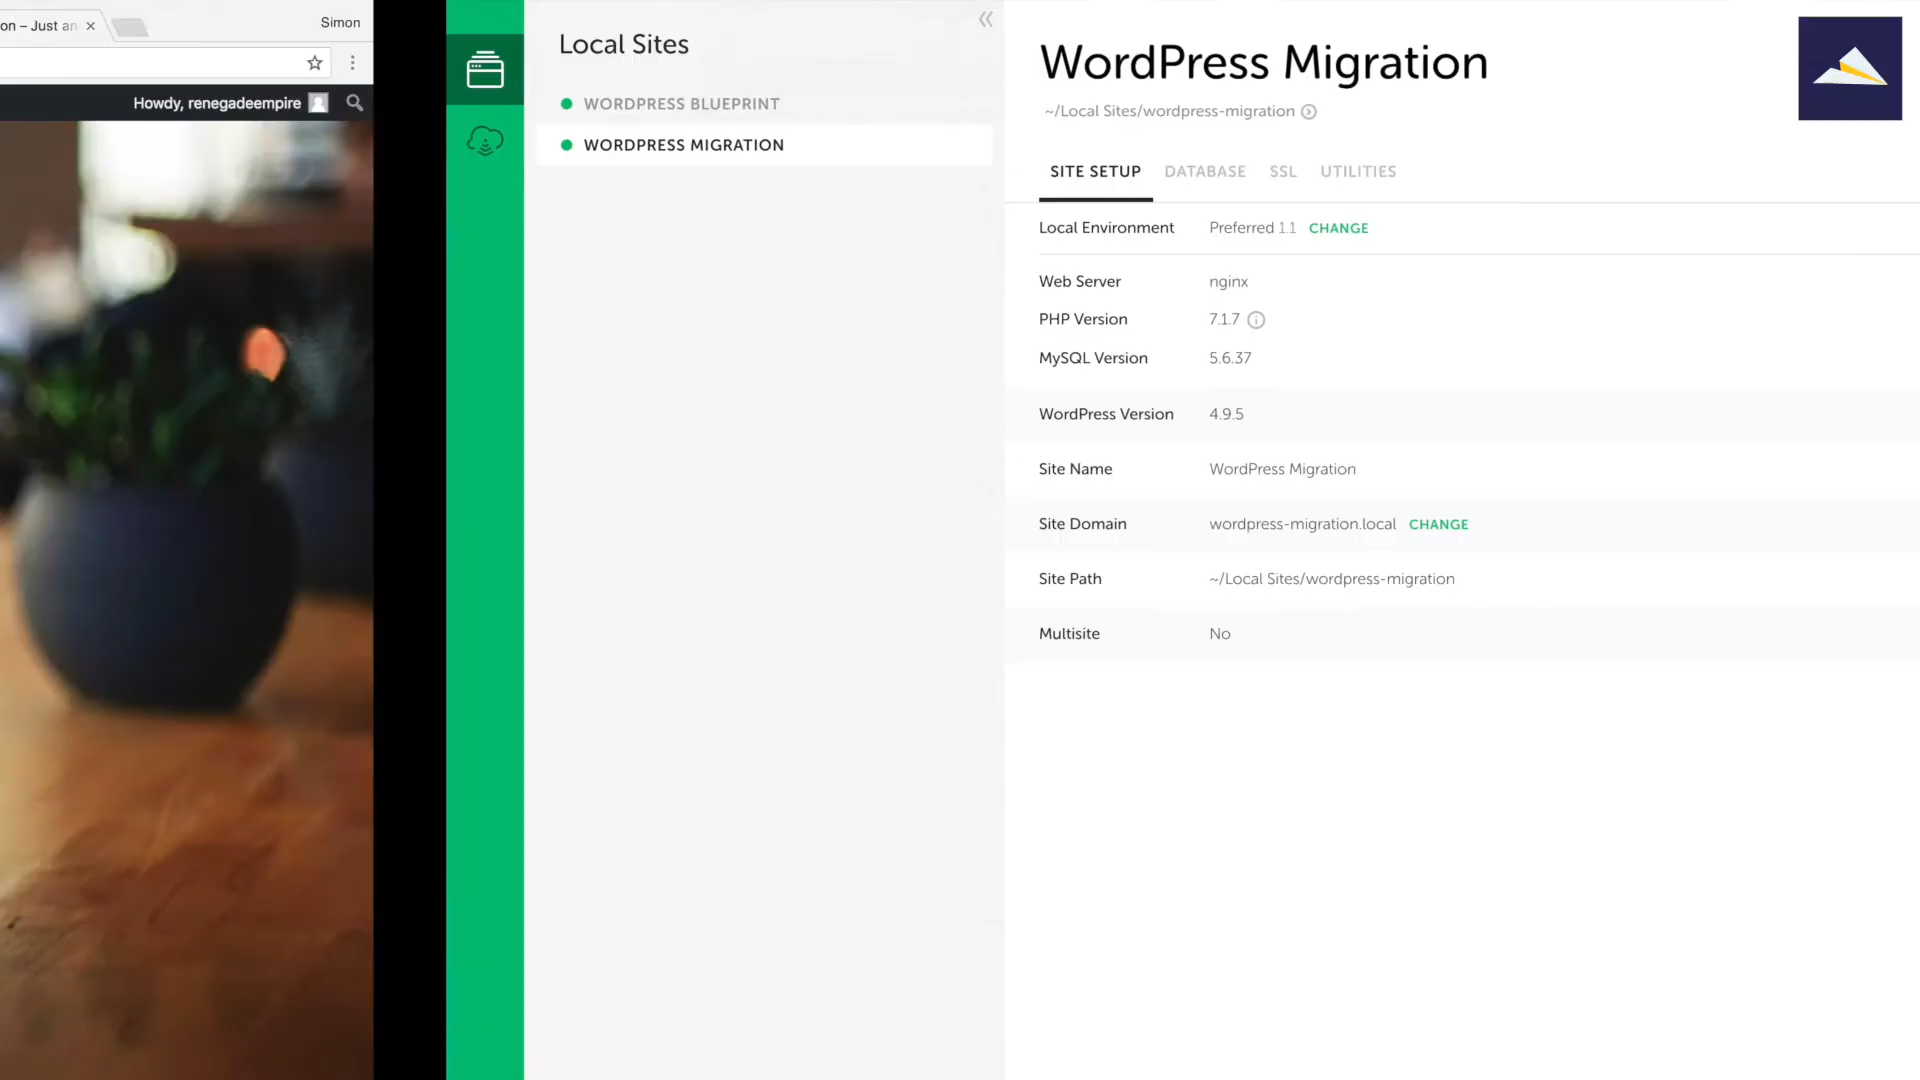 on – Just an
Simon
Howdy, renegadeempire
Local Sites
WORDPRESS BLUEPRINT
WORDPRESS MIGRATION
WordPress Migration
~/Local Sites/wordpress-migration
SITE SETUP DATABASE SSL UTILITIES
Local Environment Preferred 1.1 CHANGE
Web Server nginx
PHP Version 7.1.7
MySQL Version 5.6.37
WordPress Version 4.9.5
Site Name WordPress Migration
Site Domain wordpress-migration.local CHANGE
Site Path ~/Local Sites/wordpress-migration
Multisite No